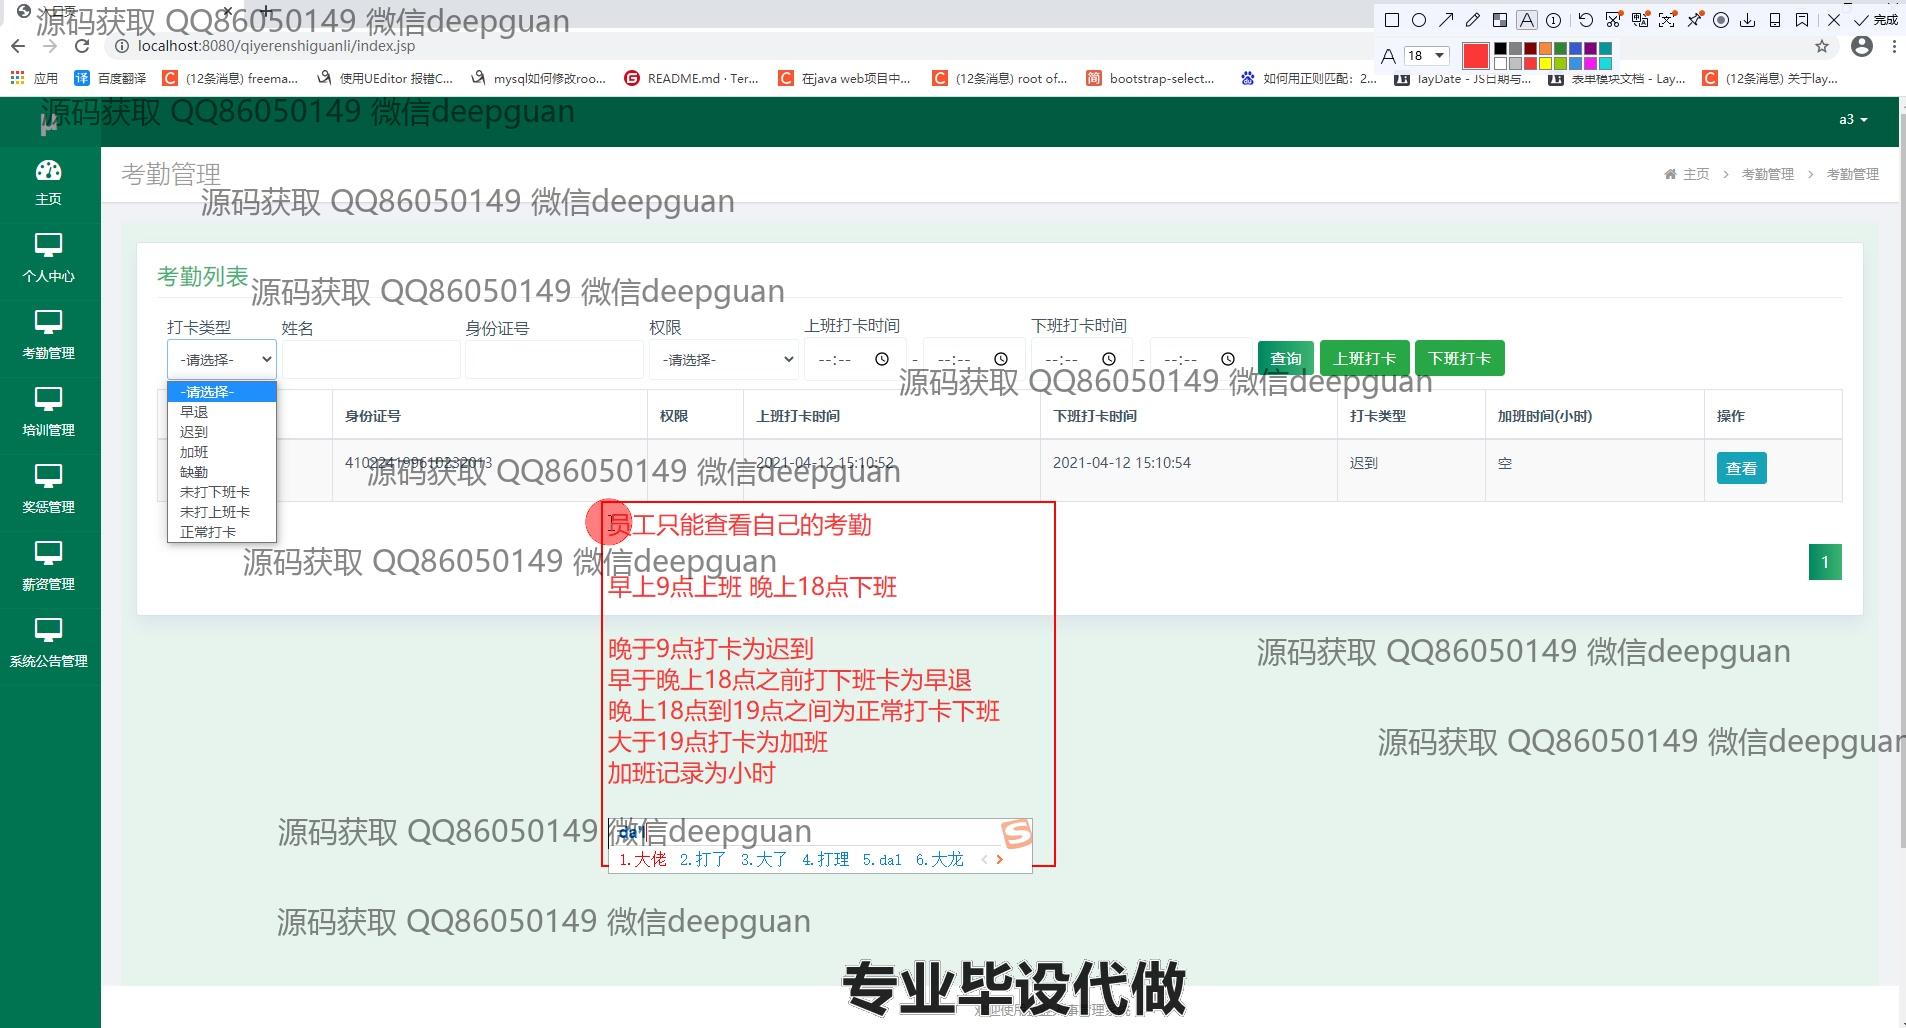 源码获取 QQ86050149 微信deepguan
localhost:8080/qiyerenshiguanli/index.jsp
18
完成
应用
译 百度翻译
(12条消息) freema...
使用UEditor 报错C...
mysql如何修改roo...
README.md · Ter...
在java web项目中...
(12条消息) root of...
简 bootstrap-select...
如何用正则匹配：2...
layDate - JS日期与...
表单模块文档 - Lay...
(12条消息) 关于lay...
源码获取 QQ86050149 微信deepguan
a3
主页
个人中心
考勤管理
培训管理
奖惩管理
薪资管理
系统公告管理
考勤管理
主页 > 考勤管理 > 考勤管理
源码获取 QQ86050149 微信deepguan
考勤列表
源码获取 QQ86050149 微信deepguan
打卡类型 姓名 身份证号 权限 上班打卡时间 下班打卡时间
-请选择- -请选择- --:-- - --:-- --:-- - --:-- 查询 上班打卡 下班打卡
源码获取 QQ86050149 微信deepguan
-请选择-
早退
迟到
加班
缺勤
未打下班卡
未打上班卡
正常打卡
身份证号 权限 上班打卡时间 下班打卡时间 打卡类型 加班时间(小时) 操作
410224199610232013 2021-04-12 15:10:52 2021-04-12 15:10:54 迟到 空 查看
源码获取 QQ86050149 微信deepguan
员工只能查看自己的考勤
源码获取 QQ86050149 微信deepguan
1
早上9点上班 晚上18点下班
晚于9点打卡为迟到
早于晚上18点之前打下班卡为早退
晚上18点到19点之间为正常打卡下班
大于19点打卡为加班
加班记录为小时
源码获取 QQ86050149 微信deepguan
源码获取 QQ86050149 微信deepguan
源码获取 QQ86050149 微信deepguan
da'l
1.大佬 2.打了 3.大了 4.打理 5.da1 6.大龙
源码获取 QQ86050149 微信deepguan
专业毕设代做